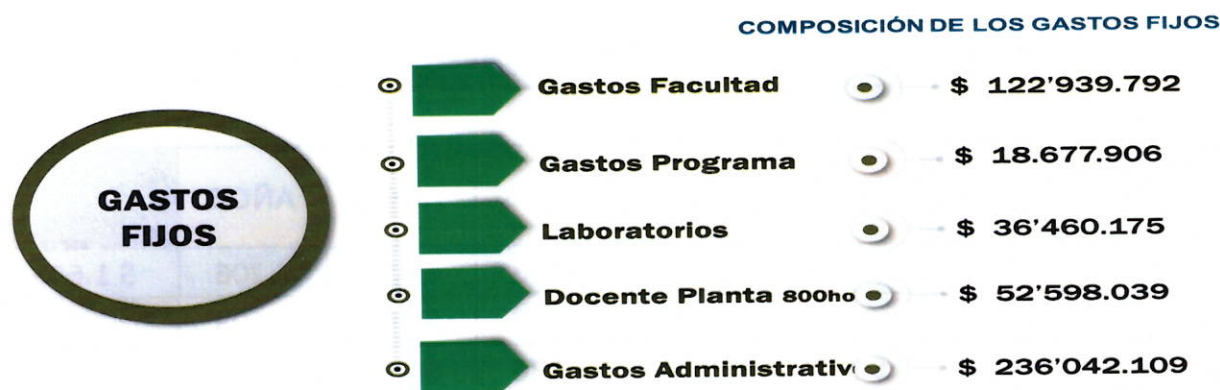 COMPOSICIÓN DE LOS GASTOS FIJOS
GASTOS
FIJOS
Gastos Facultad $ 122’939.792
Gastos Programa $ 18.677.906
Laboratorios $ 36’460.175
Docente Planta 800ho $ 52’598.039
Gastos Administrativ $ 236’042.109